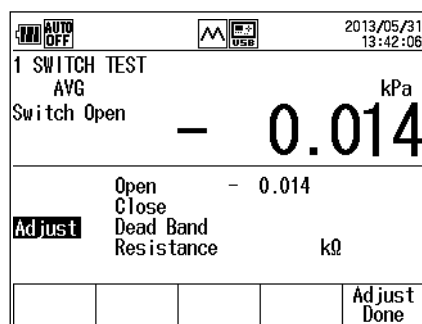 AUTO OFF USB 2013/05/31 13:42:06
1 SWITCH TEST
AVG kPa
Switch Open - 0.014
Open - 0.014
Close
Adjust Dead Band
Resistance kΩ
Adjust
Done